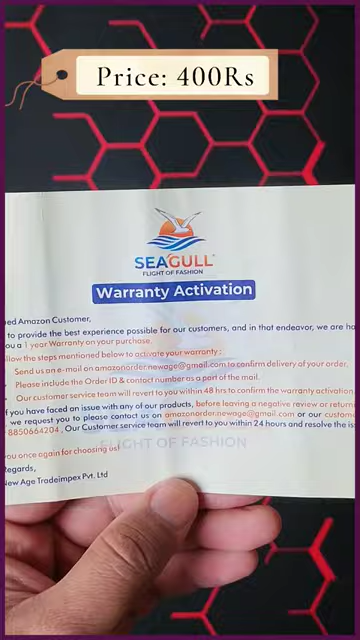 Price: 400Rs
SEAGULL
FLIGHT OF FASHION
Warranty Activation
ed Amazon Customer,
to provide the best experience possible for our customers, and in that endeavor, we are ha
ou a 1 year Warranty on your purchase.
llow the steps mentioned below to activate your warranty:
Send us an e-mail on amazonorder.newage@gmail.com to confirm delivery of your order.
Please include the Order ID & contact number as a part of the mail.
Our customer service team will revert to you within 48 hrs to confirm the warranty activation.
f you have faced an issue with any of our products, before leaving a negative review or return
we request you to please contact us on amazonorder.newage@gmail.com or our custome
8850664204, Our Customer service team will revert to you within 24 hours and resolve the iss
FLIGHT OF FASHION
you once again for choosing us!
Regards,
New Age Tradeimpex Pvt. Ltd